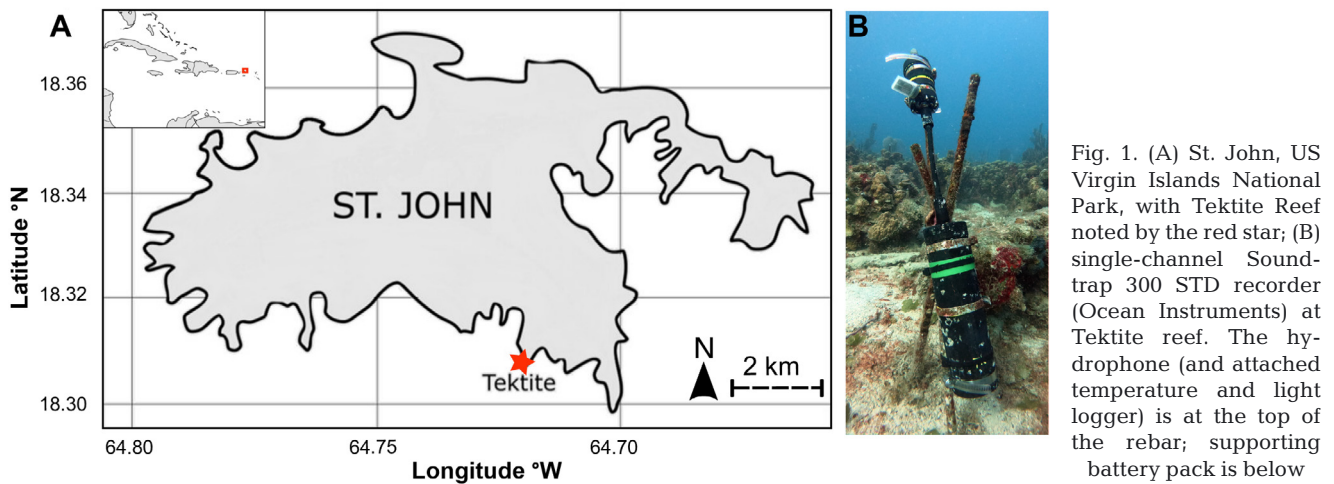 A
18.36
18.34
18.32
18.30
Latitude °N
ST. JOHN
Tektite
N
2 km
64.80
64.75
64.70
Longitude °W
B
Fig. 1. (A) St. John, US
Virgin Islands National
Park, with Tektite Reef
noted by the red star; (B)
single-channel Sound-
trap 300 STD recorder
(Ocean Instruments) at
Tektite reef. The hy-
drophone (and attached
temperature and light
logger) is at the top of
the rebar; supporting
battery pack is below